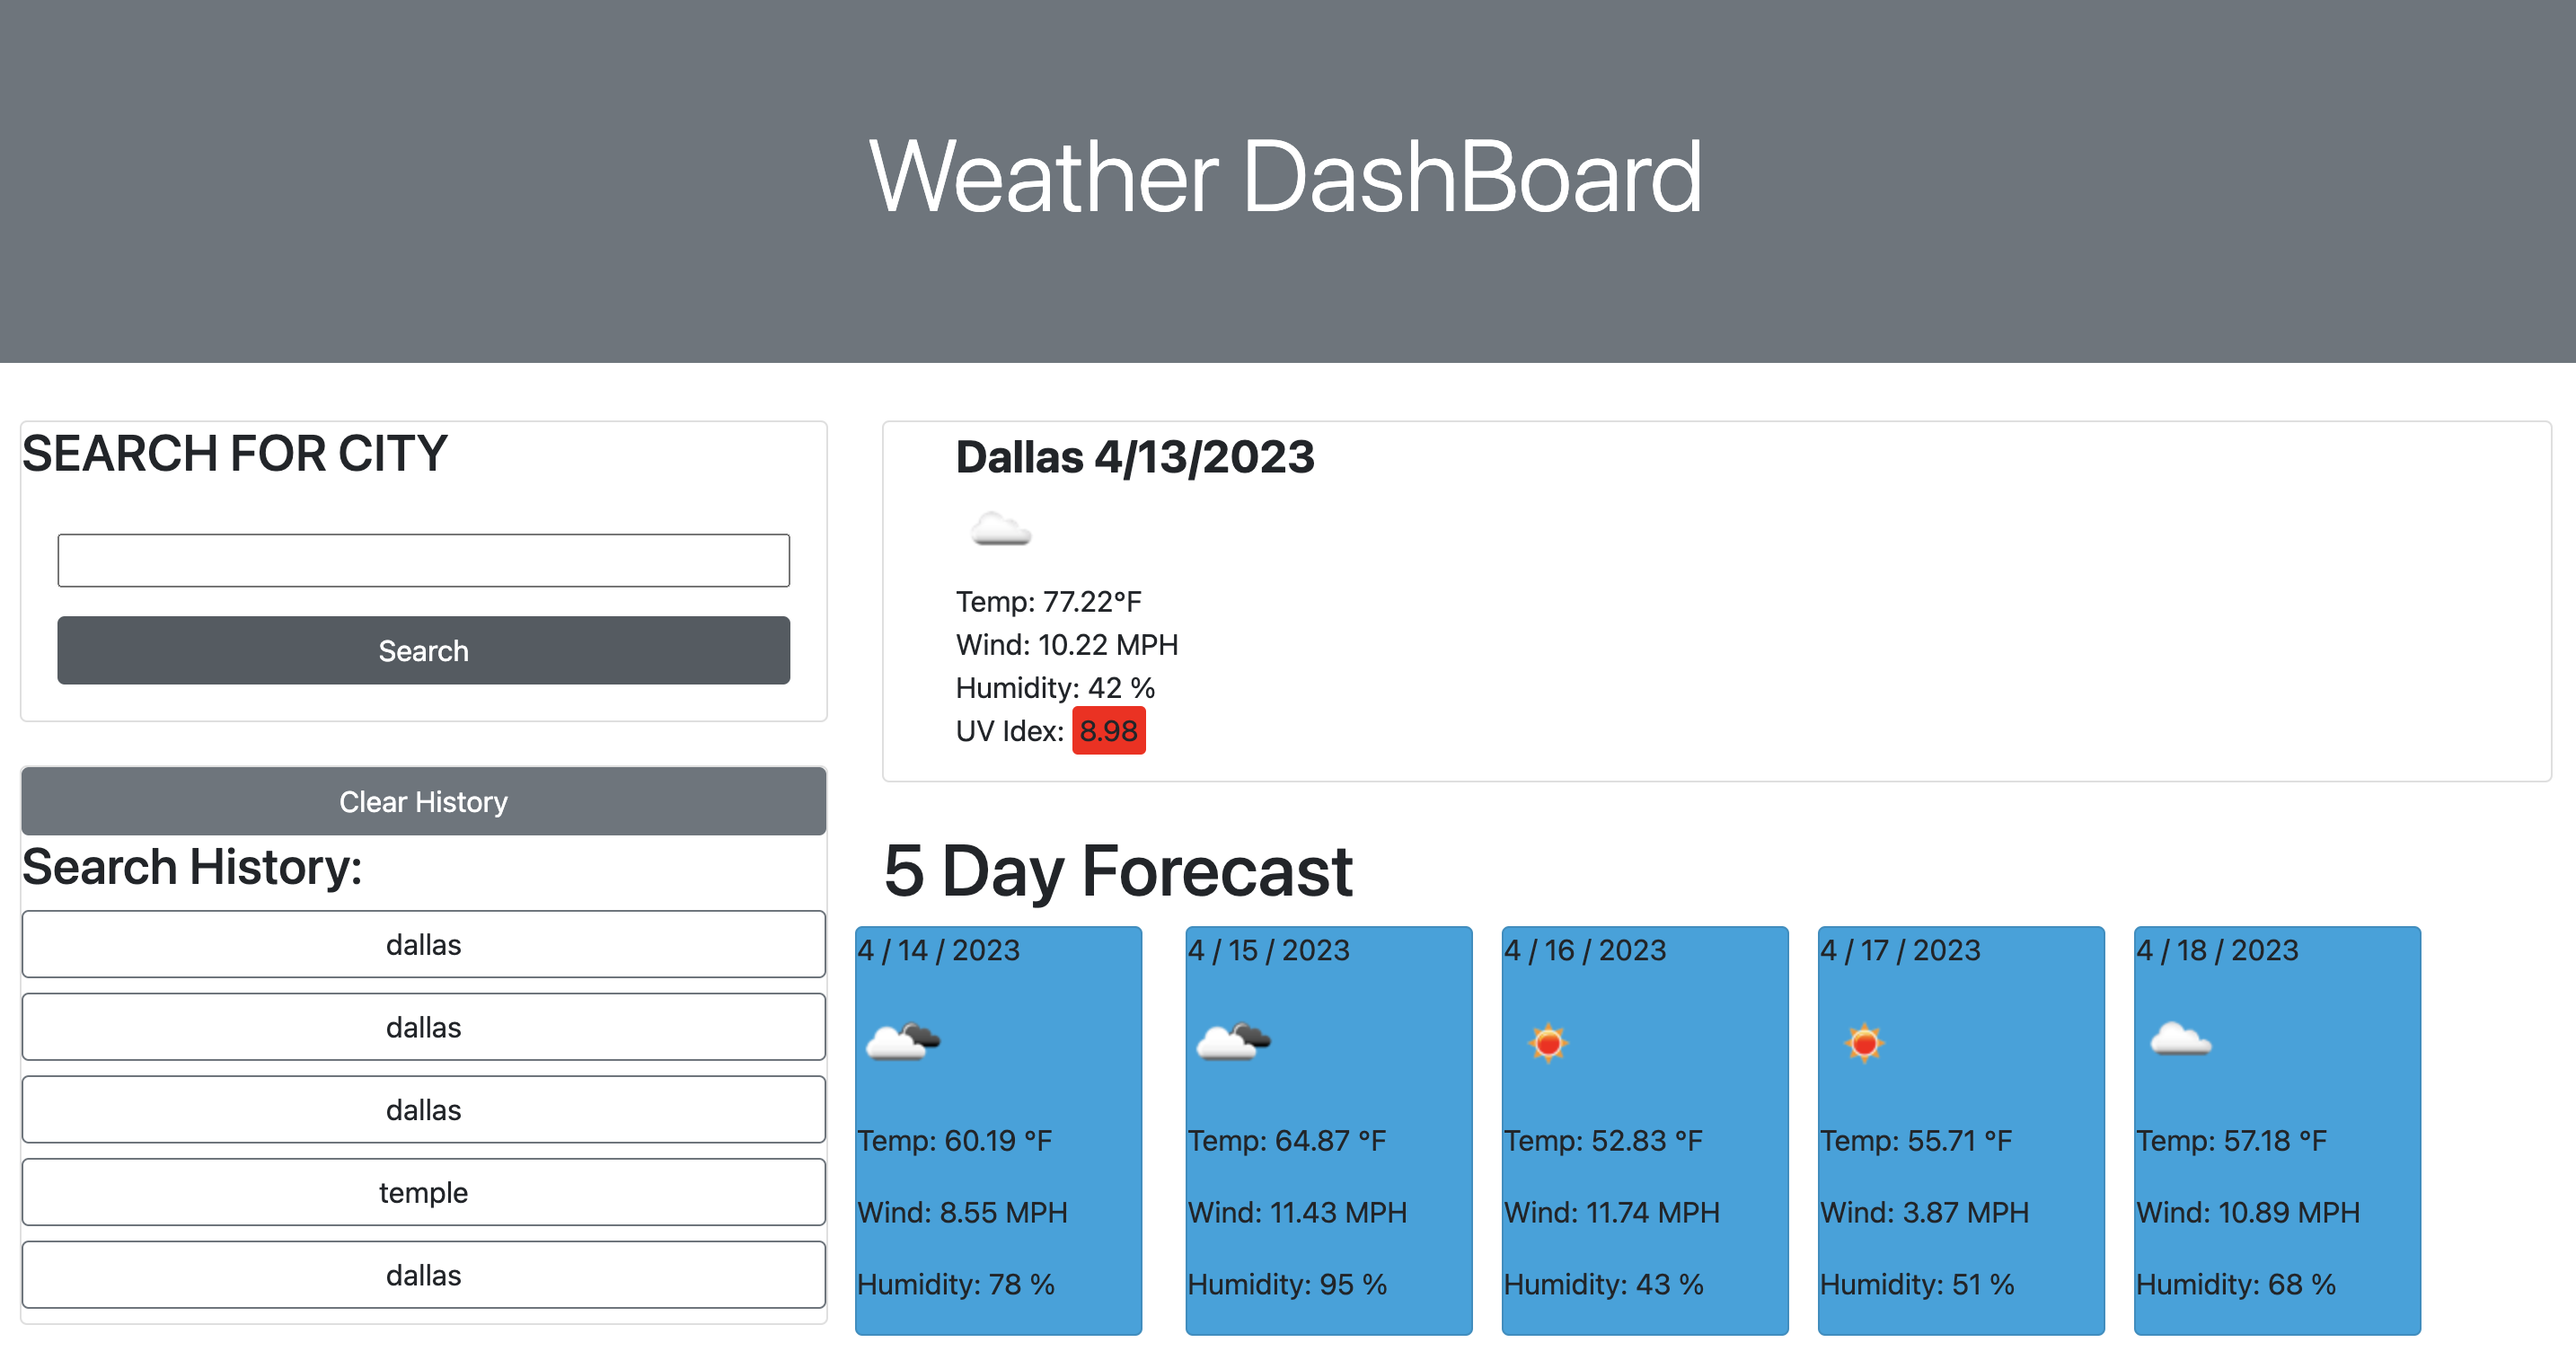 Weather DashBoard
SEARCH FOR CITY
Search
Clear History
Search History:
dallas
dallas
dallas
temple
dallas
Dallas 4/13/2023
Temp: 77.22°F
Wind: 10.22 MPH
Humidity: 42 %
UV Idex: 8.98
5 Day Forecast
4 / 14 / 2023
Temp: 60.19 °F
Wind: 8.55 MPH
Humidity: 78 %
4 / 15 / 2023
Temp: 64.87 °F
Wind: 11.43 MPH
Humidity: 95 %
4 / 16 / 2023
Temp: 52.83 °F
Wind: 11.74 MPH
Humidity: 43 %
4 / 17 / 2023
Temp: 55.71 °F
Wind: 3.87 MPH
Humidity: 51 %
4 / 18 / 2023
Temp: 57.18 °F
Wind: 10.89 MPH
Humidity: 68 %